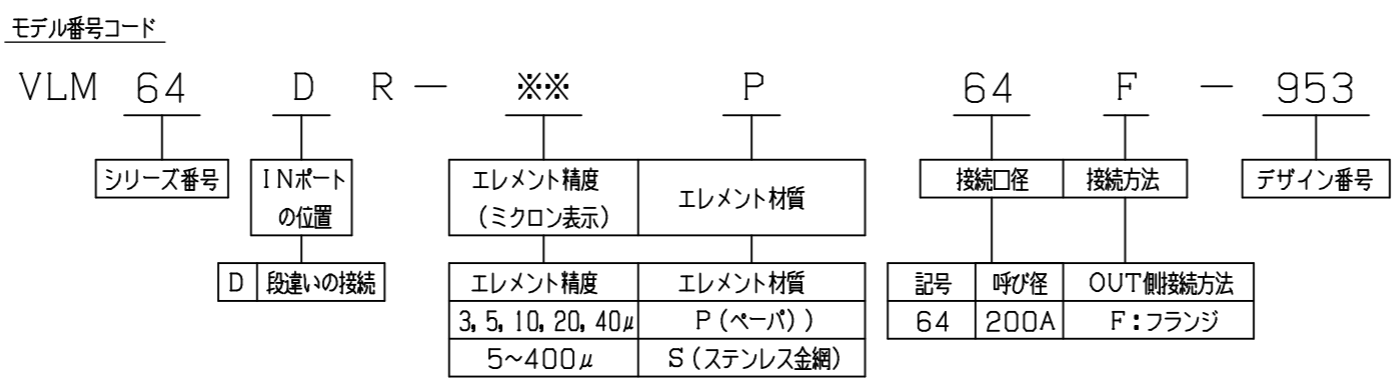 モデル番号コード
VLM 64 D R － ※※ P 64 F － 953
シリーズ番号 INポート の位置 エレメント精度 (ミクロン表示) エレメント材質 接続口径 接続方法 デザイン番号
D 段違いの接続 エレメント精度 エレメント材質 記号 呼び径 OUT側接続方法
3, 5, 10, 20, 40μ P(ペーパ)) 64 200A F:フランジ
5~400μ S(ステンレス金網)